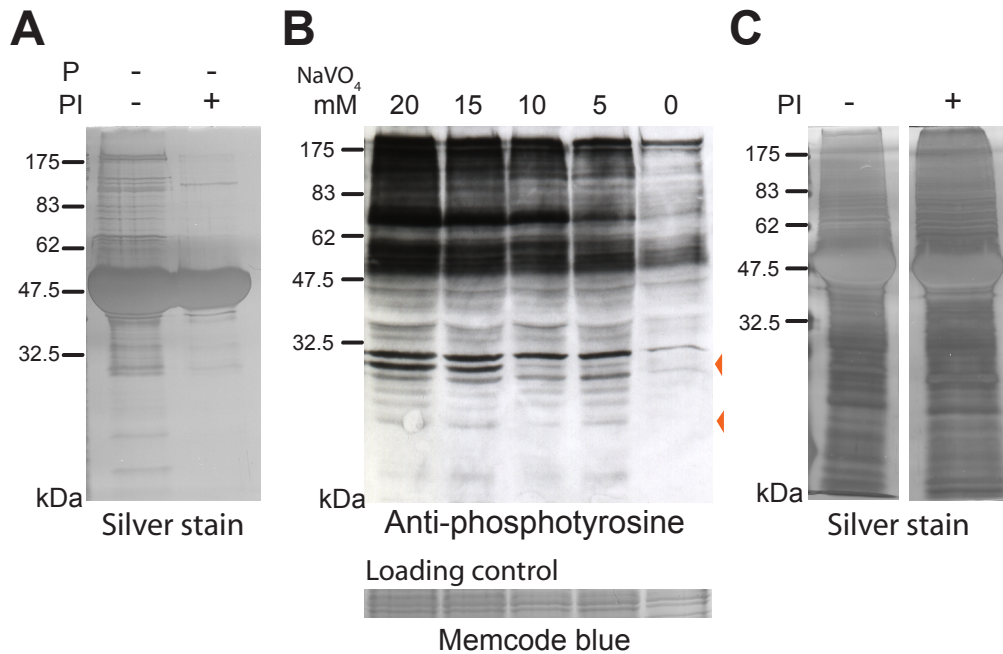 A
P - -
PI - +
175
83
62
47.5
32.5
kDa
Silver stain
B
NaVO4
mM 20 15 10 5 0
175
83
62
47.5
32.5
kDa
Anti-phosphotyrosine
Loading control
Memcode blue
C
PI - +
175
83
62
47.5
32.5
kDa
Silver stain